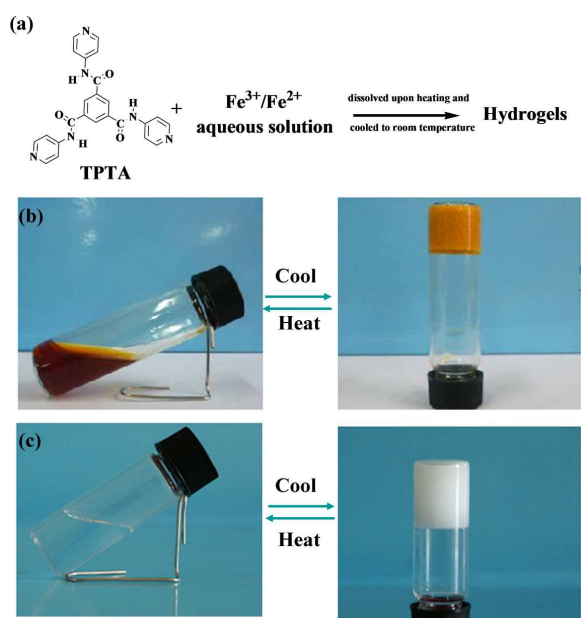 (a)
N
N
H
C
O
O
C
N
H
H
N
C
O
N
N
TPTA
+
Fe3+/Fe2+
aqueous solution
dissolved upon heating and
cooled to room temperature
Hydrogels
(b)
Cool
Heat
(c)
Cool
Heat